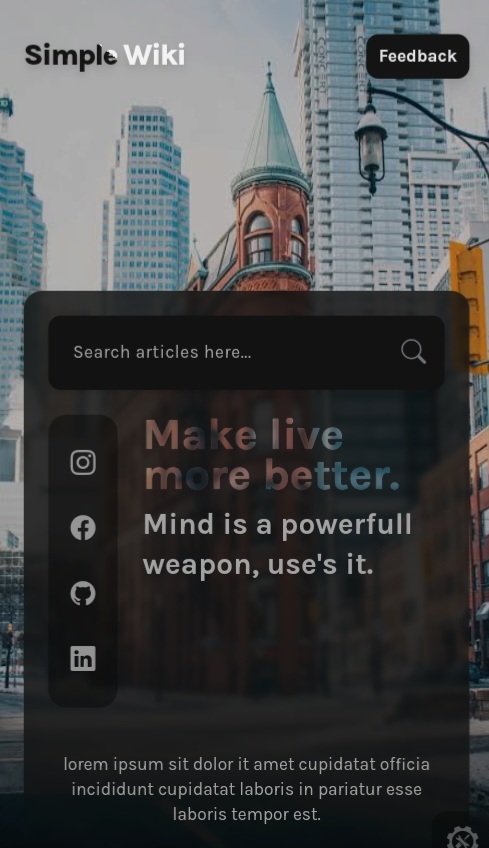 Simple Wiki
Feedback
Search articles here...
Make live
more better.
Mind is a powerfull
weapon, use's it.
lorem ipsum sit dolor it amet cupidatat officia
incididunt cupidatat laboris in pariatur esse
laboris tempor est.